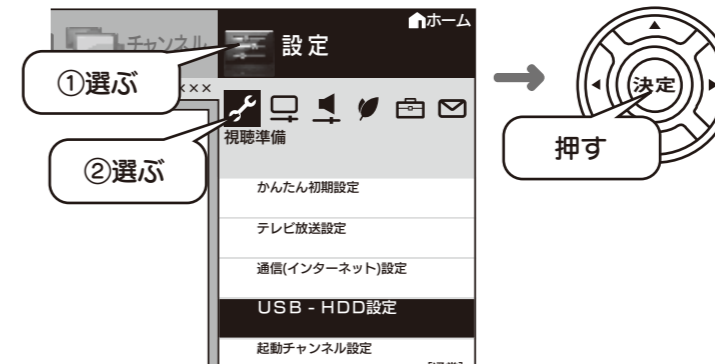 ホーム
チャンネル
設定
①選ぶ
×××
決定
視聴準備
押す
②選ぶ
かんたん初期設定
テレビ放送設定
通信(インターネット)設定
USB-HDD設定
起動チャンネル設定